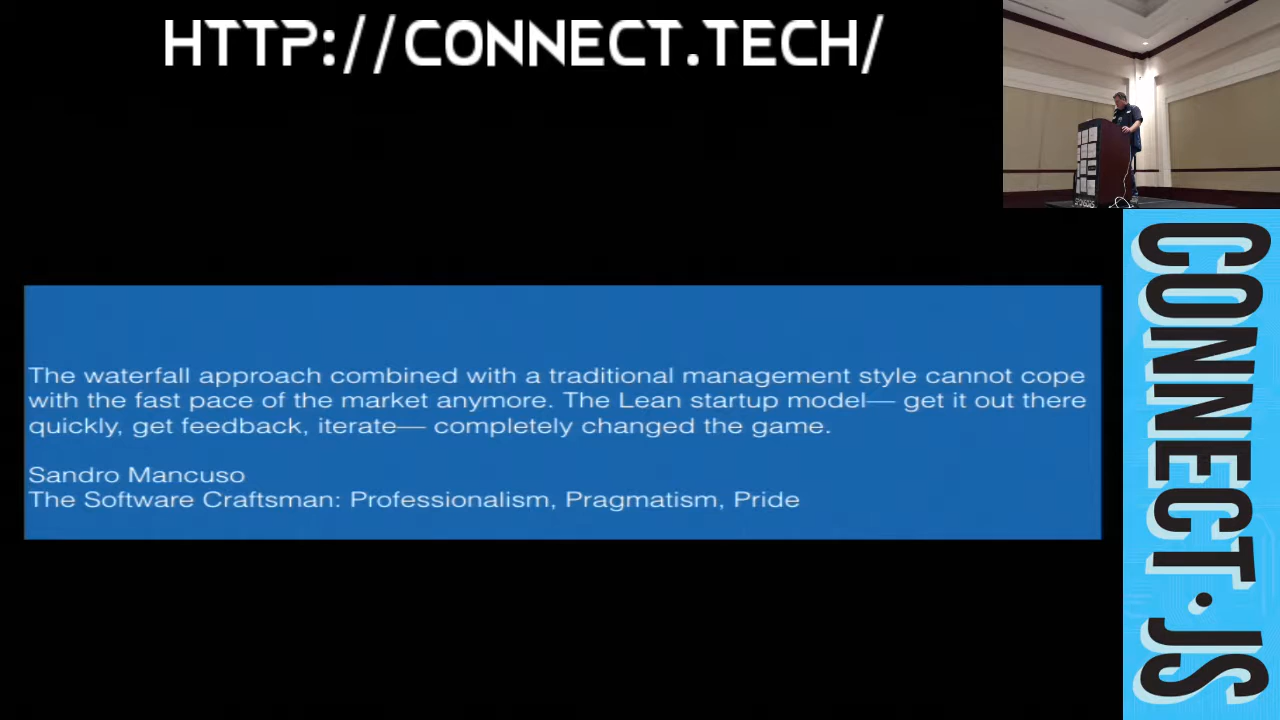 HTTP://CONNECT.TECH/
The waterfall approach combined with a traditional management style cannot cope
with the fast pace of the market anymore. The Lean startup model— get it out there
quickly, get feedback, iterate— completely changed the game.
Sandro Mancuso
The Software Craftsman: Professionalism, Pragmatism, Pride
CONNECT.JS